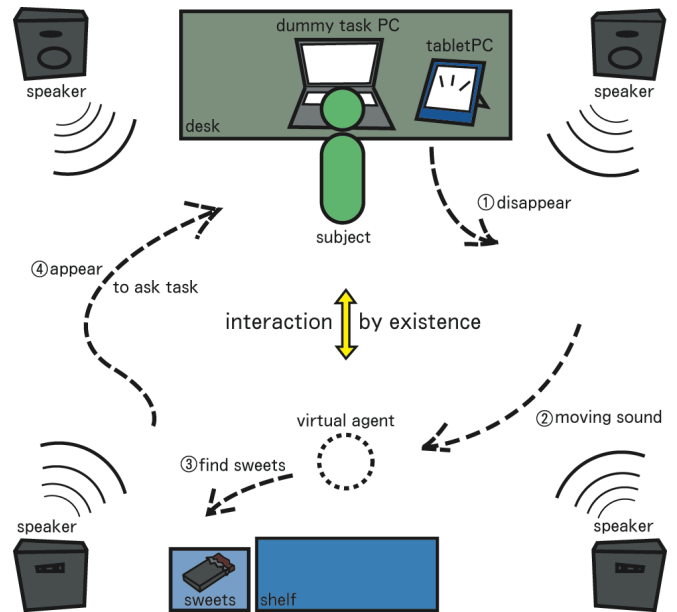 dummy task PC
tabletPC
speaker
speaker
desk
①disappear
subject
④appear
to ask task
interaction by existence
virtual agent
②moving sound
③find sweets
speaker
speaker
sweets
shelf